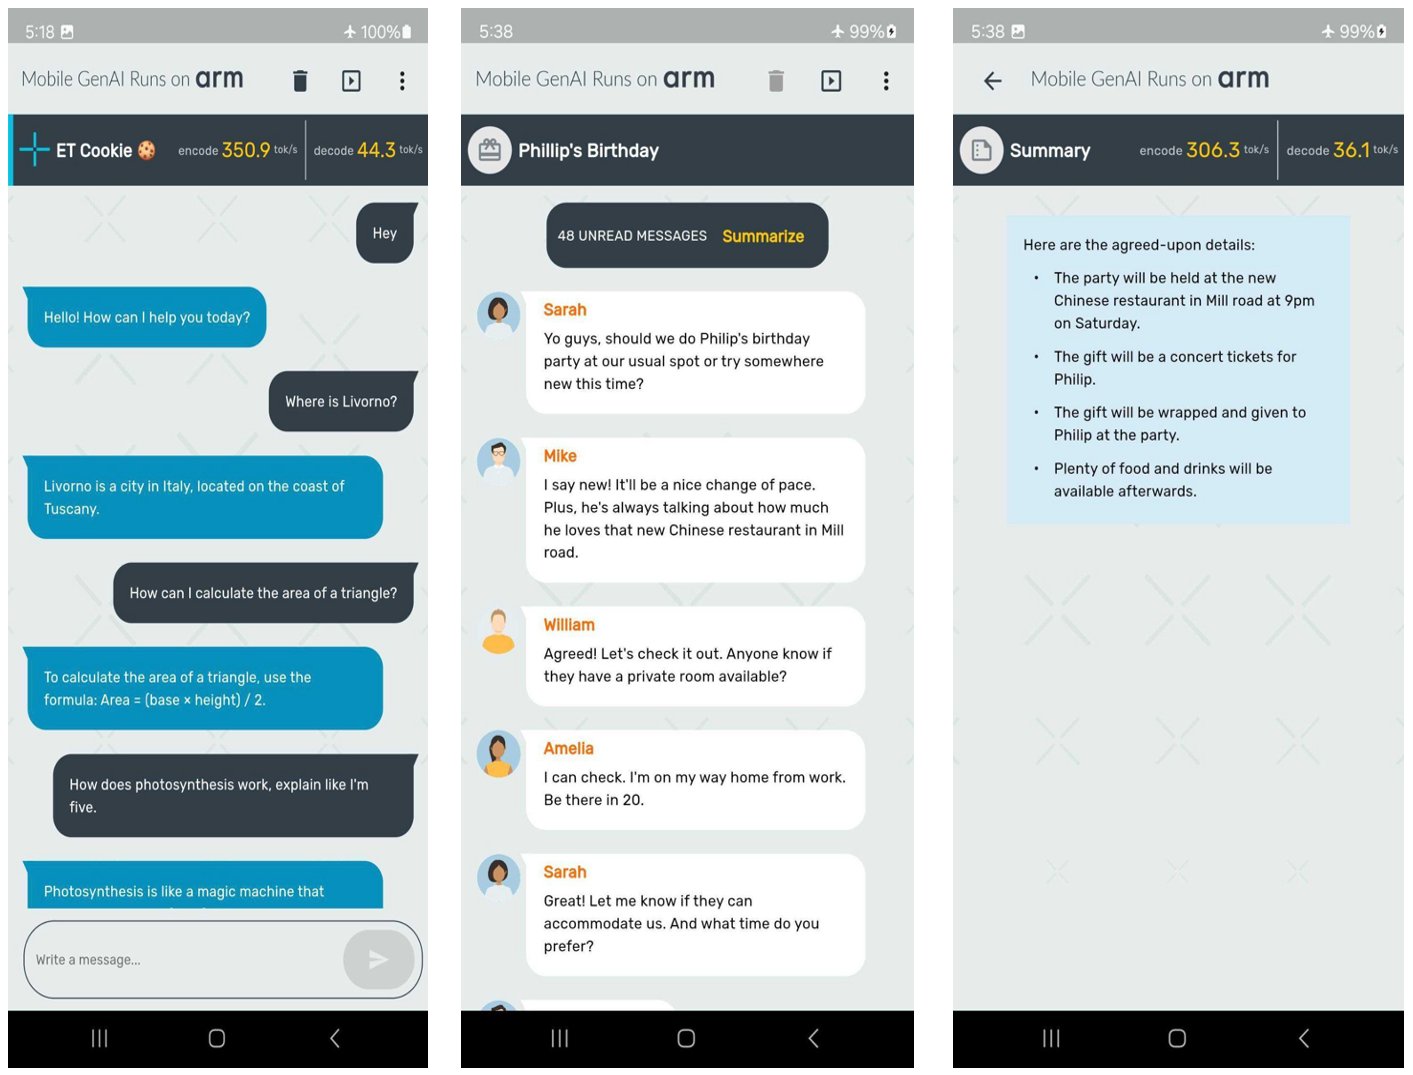 5:18 100%
Mobile GenAI Runs on arm
ET Cookie 🍪 encode 350.9 tok/s decode 44.3 tok/s
Hey
Hello! How can I help you today?
Where is Livorno?
Livorno is a city in Italy, located on the coast of
Tuscany.
How can I calculate the area of a triangle?
To calculate the area of a triangle, use the
formula: Area = (base × height) / 2.
How does photosynthesis work, explain like I'm
five.
Photosynthesis is like a magic machine that
Write a message...
5:38 99%
Mobile GenAI Runs on arm
Phillip's Birthday
48 UNREAD MESSAGES Summarize
Sarah
Yo guys, should we do Philip's birthday
party at our usual spot or try somewhere
new this time?
Mike
I say new! It'll be a nice change of pace.
Plus, he's always talking about how much
he loves that new Chinese restaurant in Mill
road.
William
Agreed! Let's check it out. Anyone know if
they have a private room available?
Amelia
I can check. I'm on my way home from work.
Be there in 20.
Sarah
Great! Let me know if they can
accommodate us. And what time do you
prefer?
5:38 99%
Mobile GenAI Runs on arm
Summary encode 306.3 tok/s decode 36.1 tok/s
Here are the agreed-upon details:
• The party will be held at the new
Chinese restaurant in Mill road at 9pm
on Saturday.
• The gift will be a concert tickets for
Philip.
• The gift will be wrapped and given to
Philip at the party.
• Plenty of food and drinks will be
available afterwards.